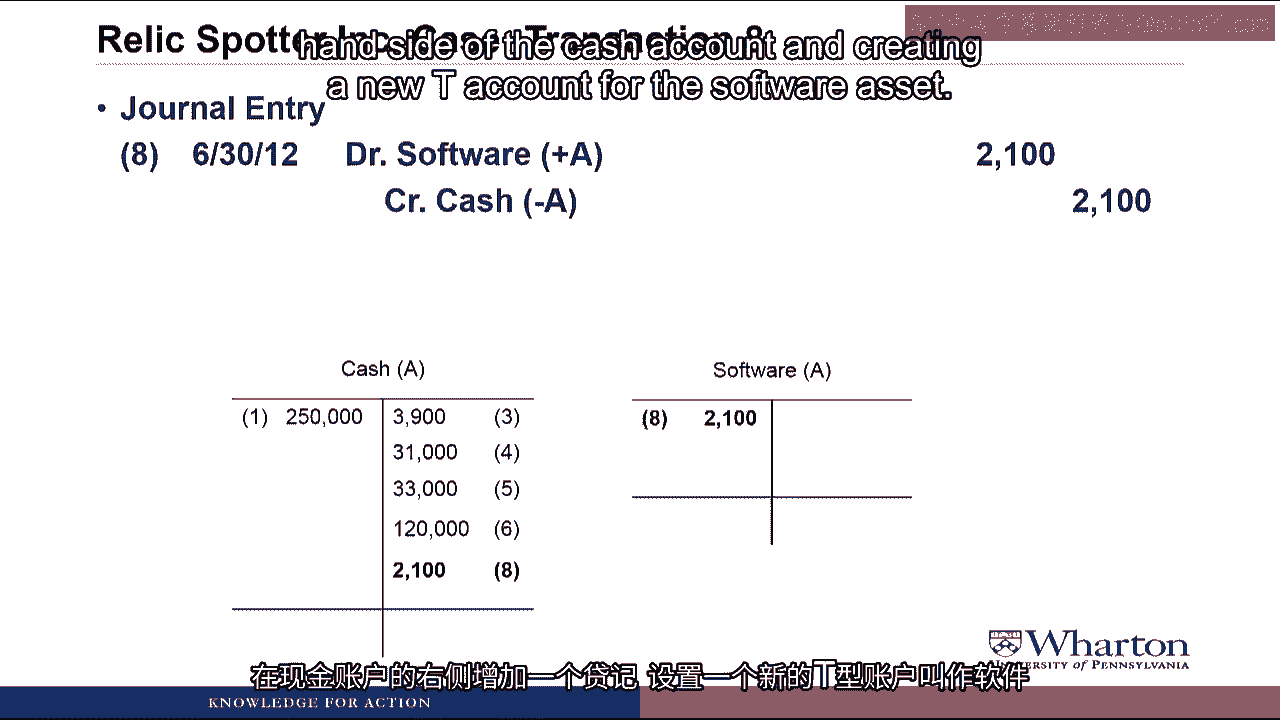 Relic Spotter Inc. Case: Transaction 8
hand side of the cash account and creating
a new T account for the software asset.
• Journal Entry
(8) 6/30/12 Dr. Software (+A) 2,100
Cr. Cash (-A) 2,100
Cash (A)
(1) 250,000 3,900 (3)
31,000 (4)
33,000 (5)
120,000 (6)
2,100 (8)
Software (A)
(8) 2,100
Wharton
UNIVERSITY of PENNSYLVANIA
在现金账户的右侧增加一个贷记 设置一个新的T型账户叫作软件
KNOWLEDGE FOR ACTION